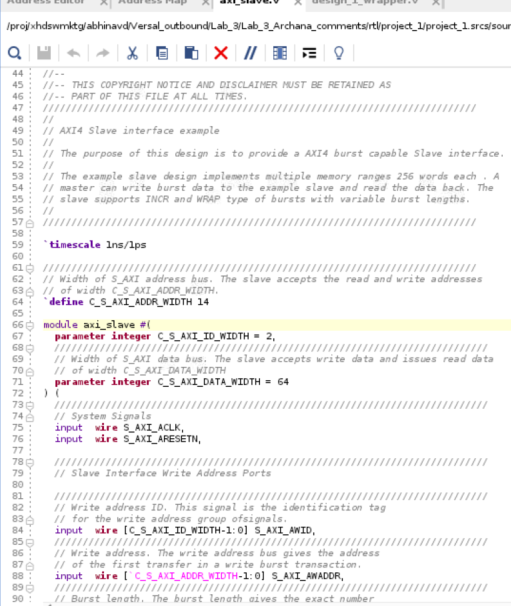 Address Editor × Address Map × axi_slave.v × design_1_wrapper.v ×
/proj/xhdswmktg/abhinavd/Versal_outbound/Lab_3/Lab_3_Archana_comments/rtl/project_1/project_1.srcs/sour
44 //--
45 //-- THIS COPYRIGHT NOTICE AND DISCLAIMER MUST BE RETAINED AS
46 //-- PART OF THIS FILE AT ALL TIMES.
47 ////////////////////////////////////////////////////////////////////////////
48 //
49 // AXI4 Slave interface example
50 //
51 // The purpose of this design is to provide a AXI4 burst capable Slave interface.
52 //
53 // The example slave design implements multiple memory ranges 256 words each . A
54 // master can write burst data to the example slave and read the data back. The
55 // slave supports INCR and WRAP type of bursts with variable burst lengths.
56 //
57 ////////////////////////////////////////////////////////////////////////////
58
59 `timescale 1ns/1ps
60
61 ////////////////////////////////////////////////////////////////////////////
62 // Width of S_AXI address bus. The slave accepts the read and write addresses
63 // of width C_S_AXI_ADDR_WIDTH.
64 `define C_S_AXI_ADDR_WIDTH 14
65
66 module axi_slave #(
67 parameter integer C_S_AXI_ID_WIDTH = 2,
68 ////////////////////////////////////////////////////////////////////////////
69 // Width of S_AXI data bus. The slave accepts write data and issues read data
70 // of width C_S_AXI_DATA_WIDTH
71 parameter integer C_S_AXI_DATA_WIDTH = 64
72 ) (
73 ////////////////////////////////////////////////////////////////////////////
74 // System Signals
75 input wire S_AXI_ACLK,
76 input wire S_AXI_ARESETN,
77
78 ////////////////////////////////////////////////////////////////////////////
79 // Slave Interface Write Address Ports
80
81 ////////////////////////////////////////////////////////////////////////////
82 // Write address ID. This signal is the identification tag
83 // for the write address group ofsignals.
84 input wire [C_S_AXI_ID_WIDTH-1:0] S_AXI_AWID,
85 ////////////////////////////////////////////////////////////////////////////
86 // Write address. The write address bus gives the address
87 // of the first transfer in a write burst transaction.
88 input wire [`C_S_AXI_ADDR_WIDTH-1:0] S_AXI_AWADDR,
89 ////////////////////////////////////////////////////////////////////////////
90 // Burst length. The burst length gives the exact number